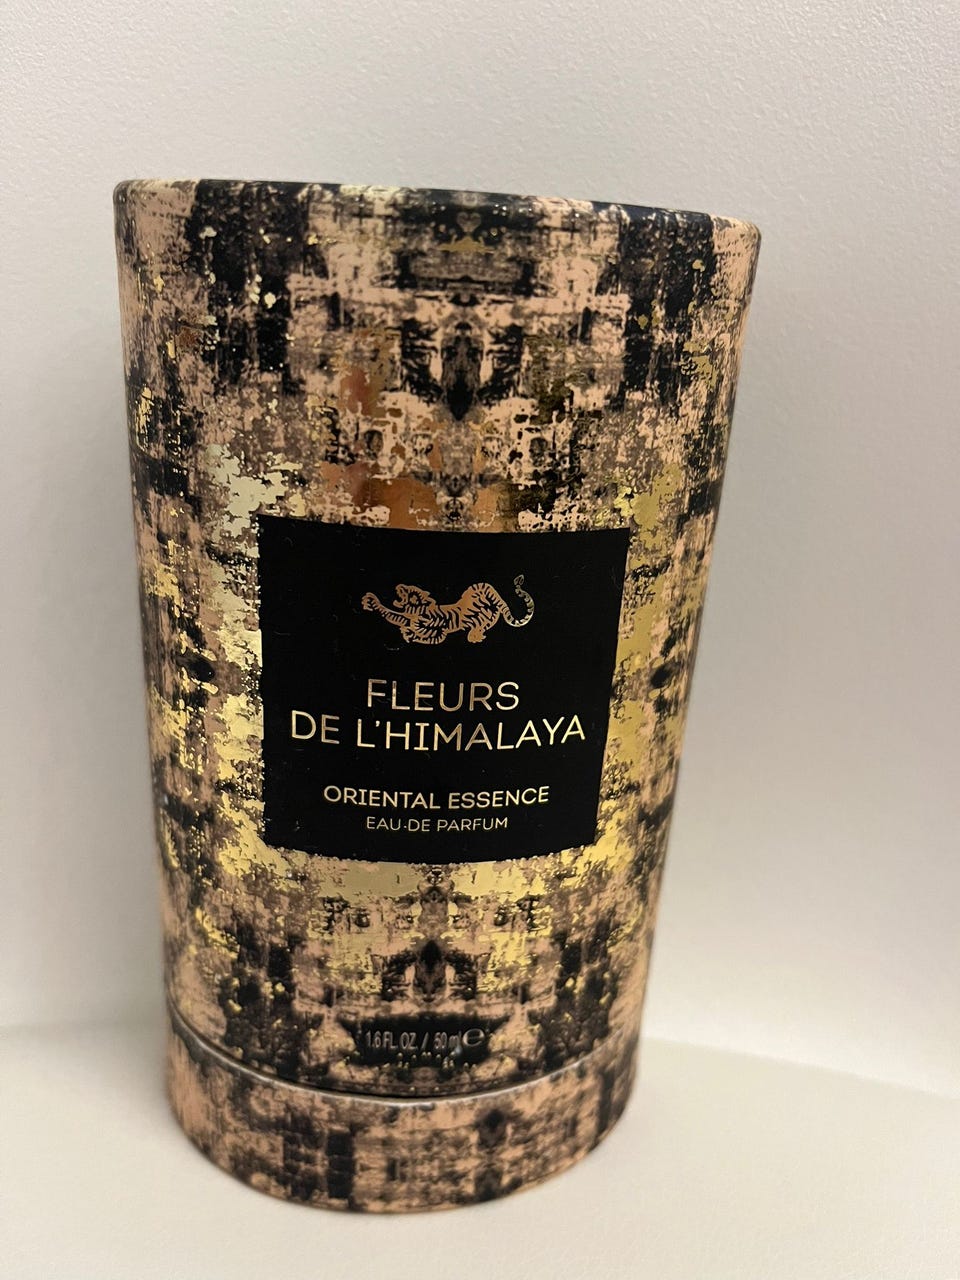 FLEURS
DE L'HIMALAYA
ORIENTAL ESSENCE
EAU·DE PARFUM
1.6 FL. OZ. / 50 ml ℮